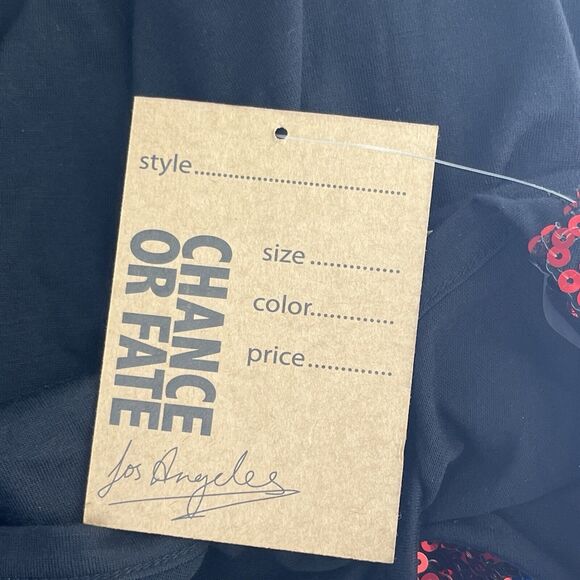 style....................................
size...............
color..............
price..............
CHANCE
OR FATE
Los Angeles